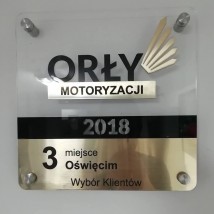 ORŁY
MOTORYZACJI
2018
3 miejsce
Oświęcim
Wybór Klientów